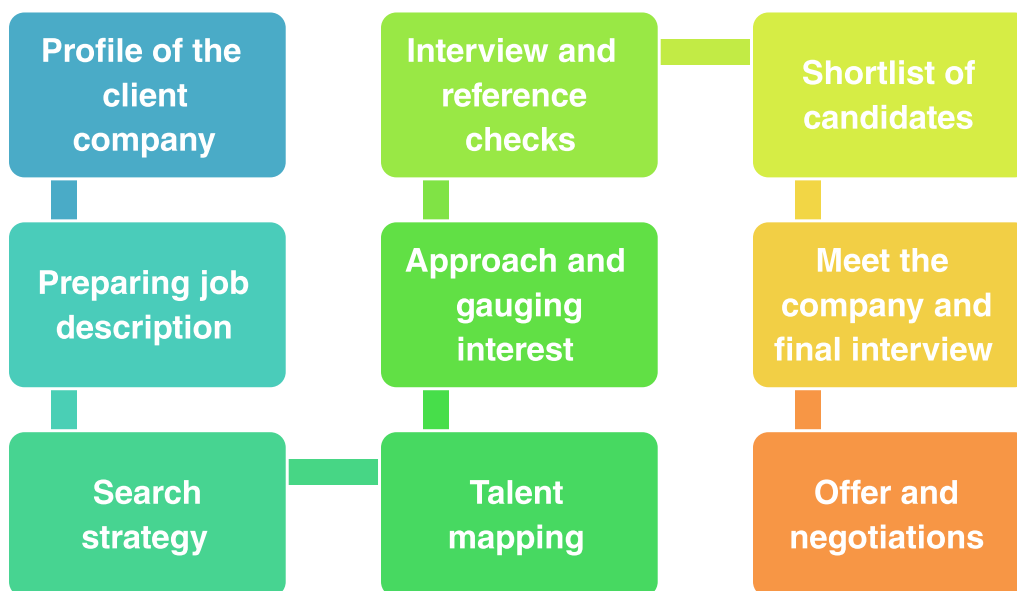 Profile of the
client
company
Preparing job
description
Search
strategy
Talent
mapping
Approach and
gauging
interest
Interview and
reference
checks
Shortlist of
candidates
Meet the
company and
final interview
Offer and
negotiations